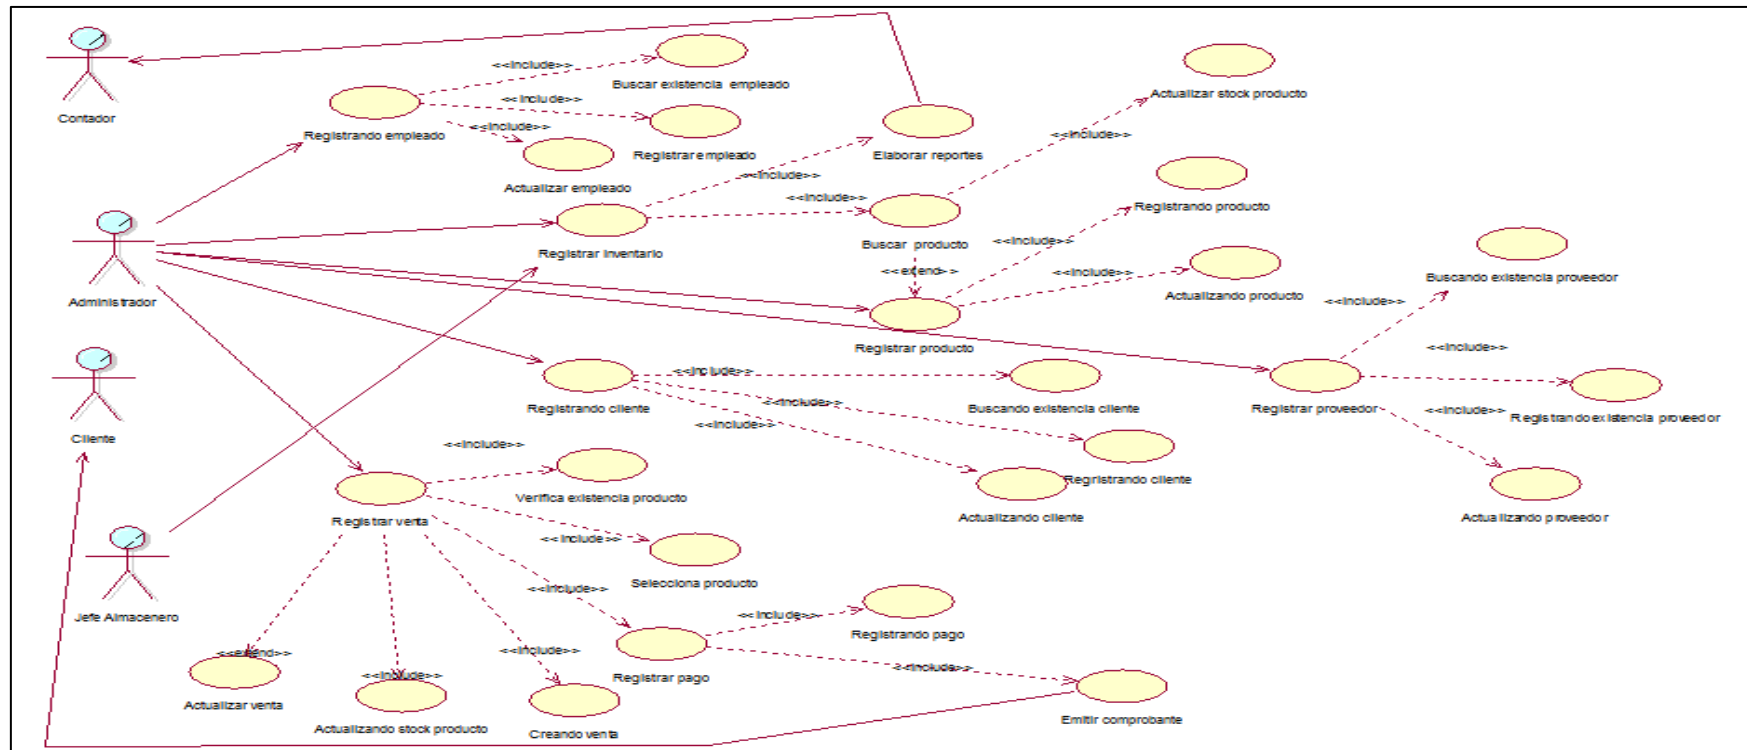 <<include>>
Buscar existencia empleado
Actualizar stock producto
<<include>>
Contador
Registrando empleado
<<include>>
<<include>>
Registrar empleado
Elaborar reportes
Actualizar empleado
<<include>>
<<include>>
<<include>>
Registrando producto
Registrar inventario
Buscar producto
<<include>>
<<extend>>
<<include>>
Buscando existencia proveedor
Administrador
Actualizando producto
<<include>>
Registrar producto
<<include>>
<<include>>
Registrando cliente
Buscando existencia cliente
<<include>>
Registrar proveedor
<<include>>
Registrando existencia proveedor
Cliente
<<include>>
<<include>>
Regristrando cliente
Verifica existencia producto
Registrar venta
Actualizando cliente
Actualizando proveedor
<<include>>
Selecciona producto
<<include>>
Jefe Almacenero
<<include>>
Registrando pago
<<extend>>
<<include>>
<<include>>
<<include>>
Registrar pago
Actualizar venta
Actualizando stock producto
Creando venta
Emitir comprobante